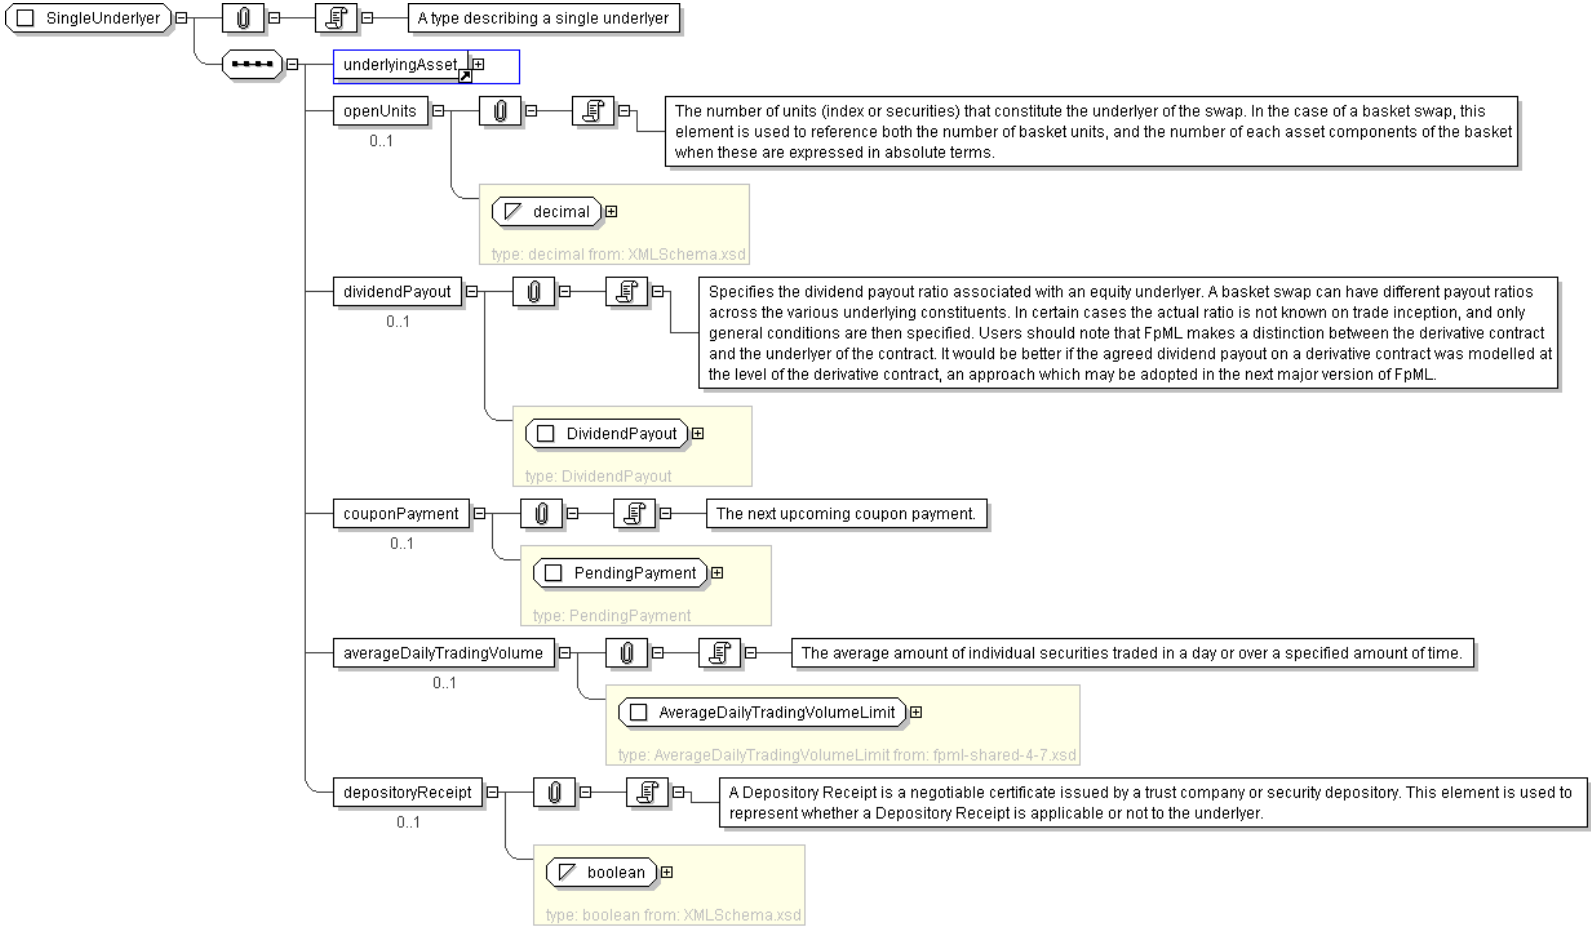 SingleUnderlyer
A type describing a single underlyer
underlyingAsset
openUnits
0..1
The number of units (index or securities) that constitute the underlyer of the swap. In the case of a basket swap, this
element is used to reference both the number of basket units, and the number of each asset components of the basket
when these are expressed in absolute terms.
decimal
type: decimal from: XMLSchema.xsd
dividendPayout
0..1
Specifies the dividend payout ratio associated with an equity underlyer. A basket swap can have different payout ratios
across the various underlying constituents. In certain cases the actual ratio is not known on trade inception, and only
general conditions are then specified. Users should note that FpML makes a distinction between the derivative contract
and the underlyer of the contract. It would be better if the agreed dividend payout on a derivative contract was modelled at
the level of the derivative contract, an approach which may be adopted in the next major version of FpML.
DividendPayout
type: DividendPayout
couponPayment
0..1
The next upcoming coupon payment.
PendingPayment
type: PendingPayment
averageDailyTradingVolume
0..1
The average amount of individual securities traded in a day or over a specified amount of time.
AverageDailyTradingVolumeLimit
type: AverageDailyTradingVolumeLimit from: fpml-shared-4-7.xsd
depositoryReceipt
0..1
A Depository Receipt is a negotiable certificate issued by a trust company or security depository. This element is used to
represent whether a Depository Receipt is applicable or not to the underlyer.
boolean
type: boolean from: XMLSchema.xsd